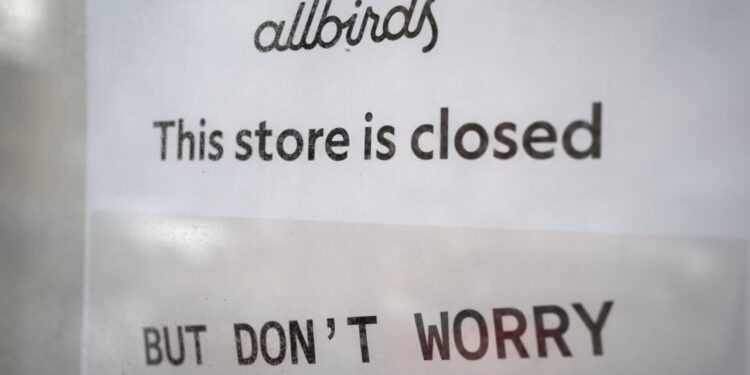 allbirds
This store is closed
BUT DON'T WORRY